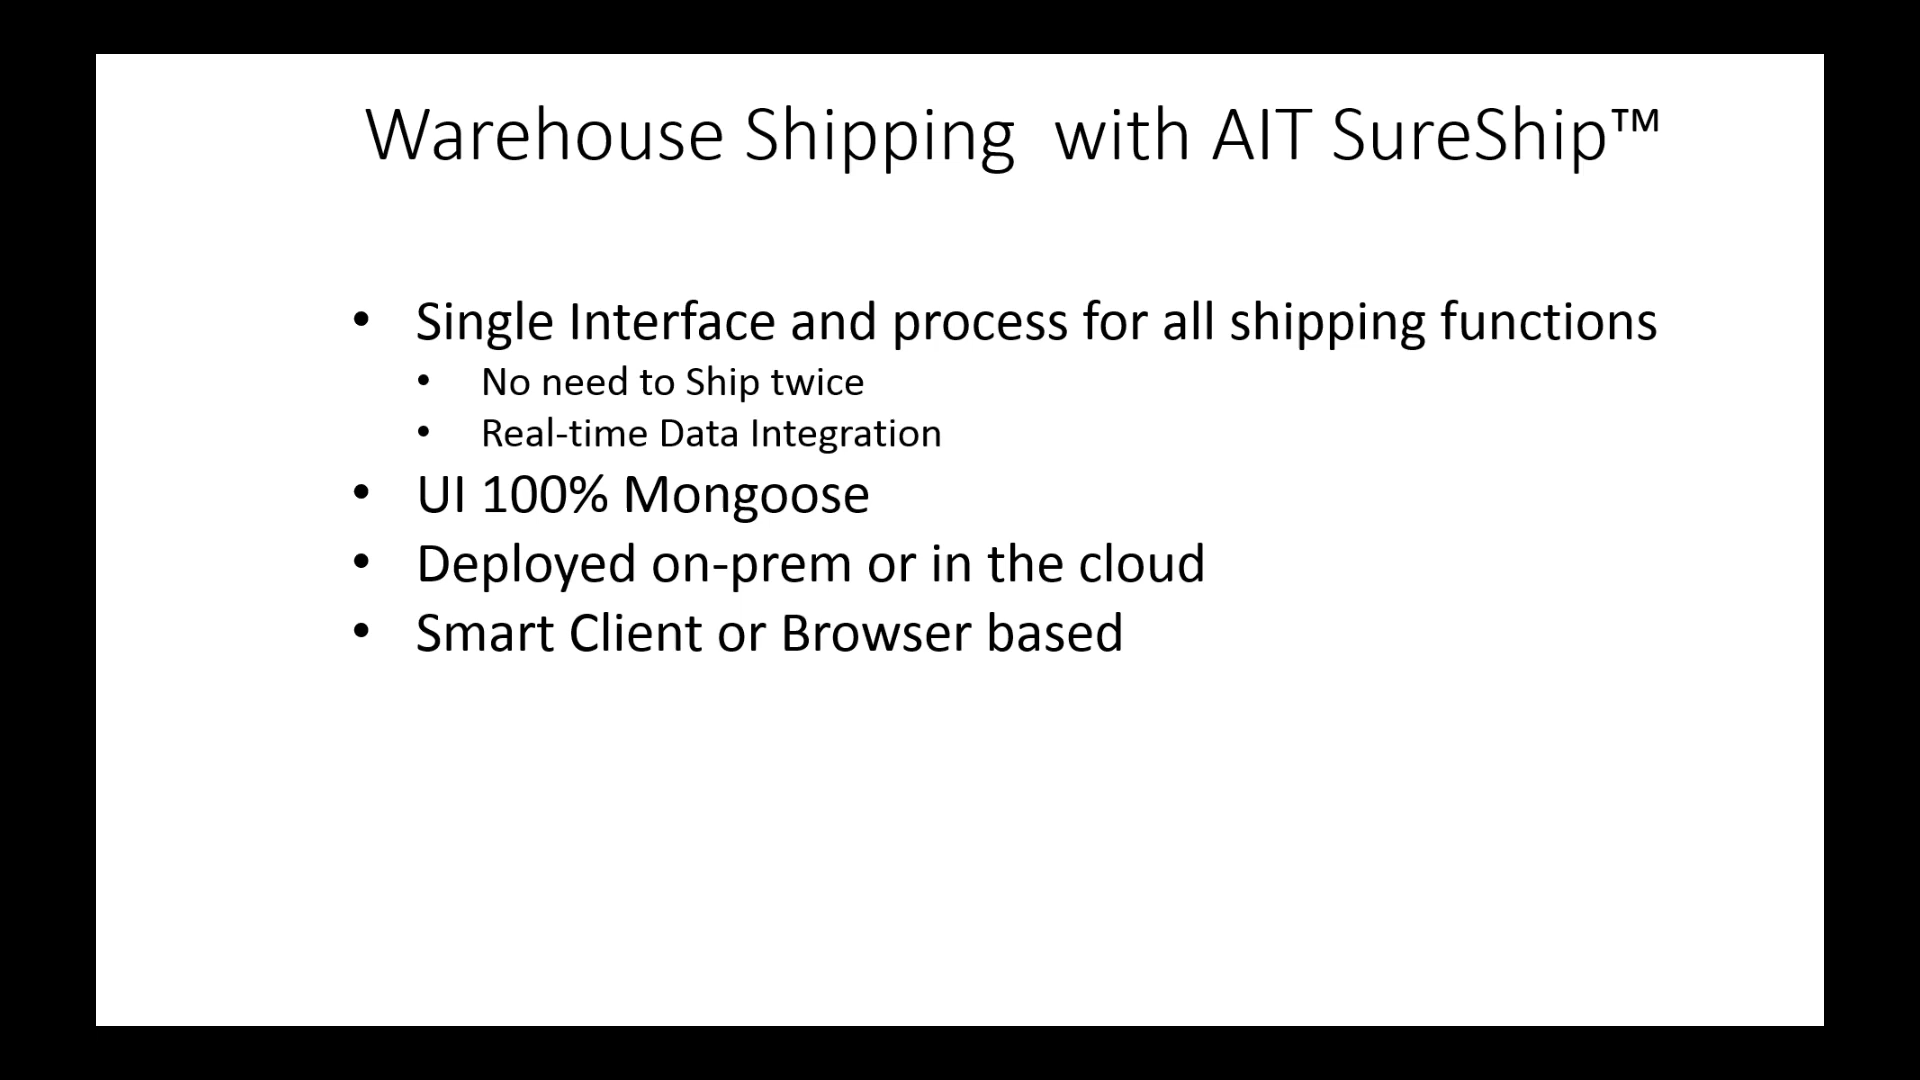 Warehouse Shipping  with AIT SureShip™
• Single Interface and process for all shipping functions
• No need to Ship twice
• Real-time Data Integration
• UI 100% Mongoose
• Deployed on-prem or in the cloud
• Smart Client or Browser based